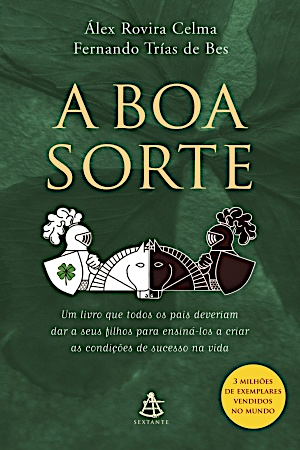 Álex Rovira Celma
Fernando Trías de Bes
A BOA
SORTE
Um livro que todos os pais deveriam
dar a seus filhos para ensiná-los a criar
as condições de sucesso na vida
3 MILHÕES
DE EXEMPLARES
VENDIDOS
NO MUNDO
SEXTANTE